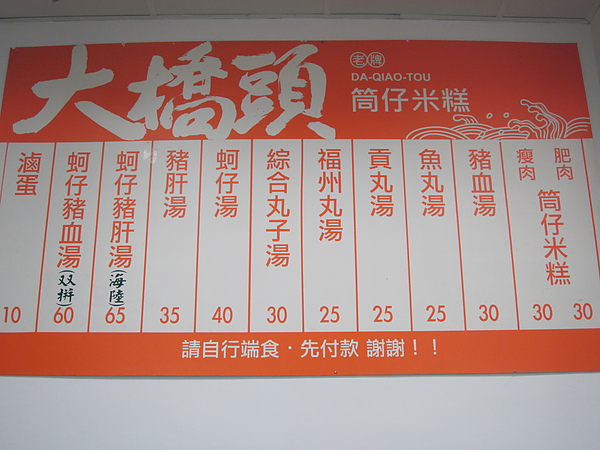 大橋頭
老牌
DA-QIAO-TOU
筒仔米糕
肥肉 瘦肉
筒仔米糕
30 30
豬血湯
30
魚丸湯
25
貢丸湯
25
福州丸湯
25
綜合丸子湯
30
蚵仔湯
40
豬肝湯
35
蚵仔豬肝湯(海陸)
65
蚵仔豬血湯(双拼)
60
滷蛋
10
請自行端食·先付款 謝謝!!